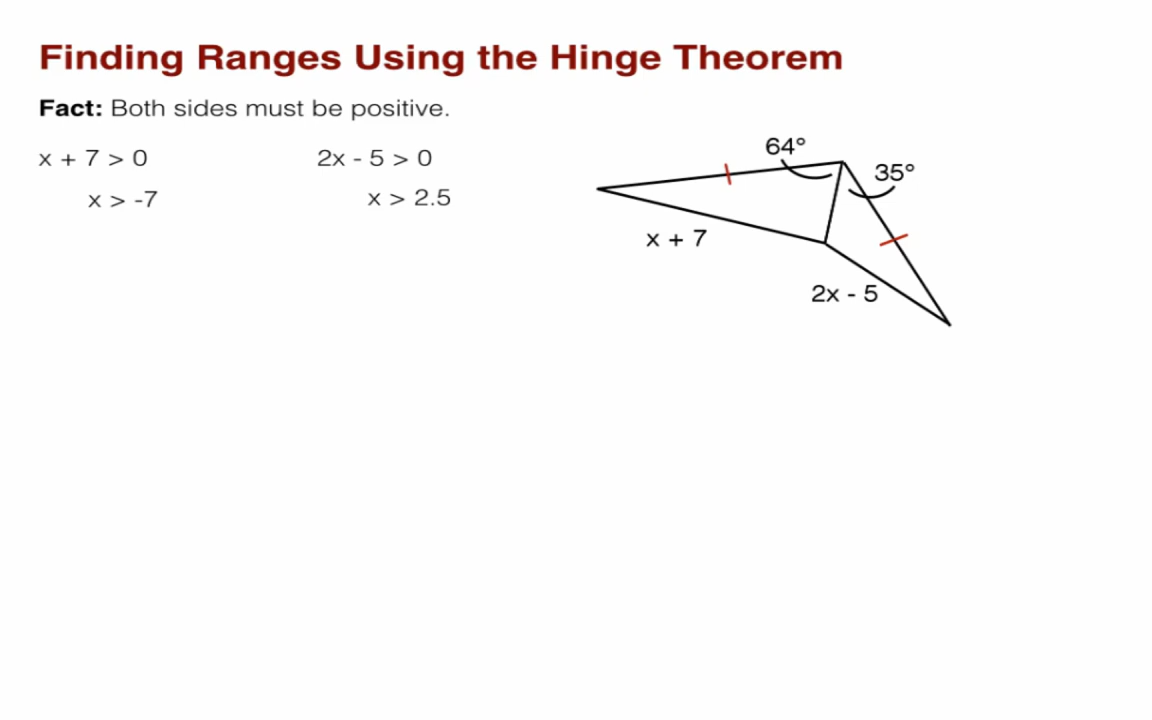 Finding Ranges Using the Hinge Theorem
Fact: Both sides must be positive.
x + 7 > 0
2x - 5 > 0
x > -7
x > 2.5
64°
35°
x + 7
2x - 5